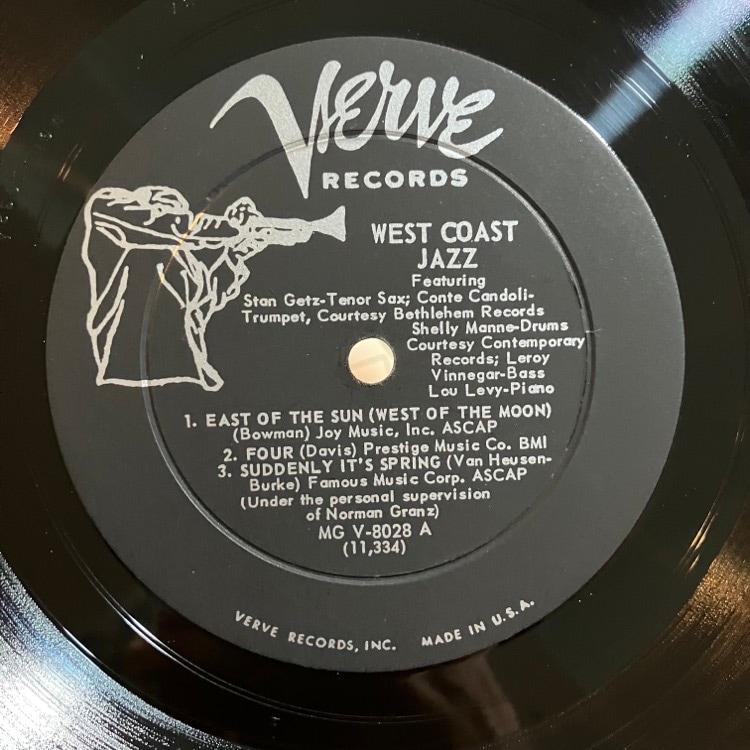 Verve
RECORDS
WEST COAST
JAZZ
Featuring
Stan Getz-Tenor Sax; Conte Candoli-
Trumpet, Courtesy Bethlehem Records
Shelly Manne-Drums
Courtesy Contemporary
Records; Leroy
Vinnegar-Bass
Lou Levy-Piano
1. EAST OF THE SUN (WEST OF THE MOON)
(Bowman) Joy Music, Inc. ASCAP
2. FOUR (Davis) Prestige Music Co. BMI
3. SUDDENLY IT'S SPRING (Van Heusen-
Burke) Famous Music Corp. ASCAP
(Under the personal supervision
of Norman Granz)
MG V-8028 A
(11,334)
VERVE RECORDS, INC. MADE IN U.S.A.